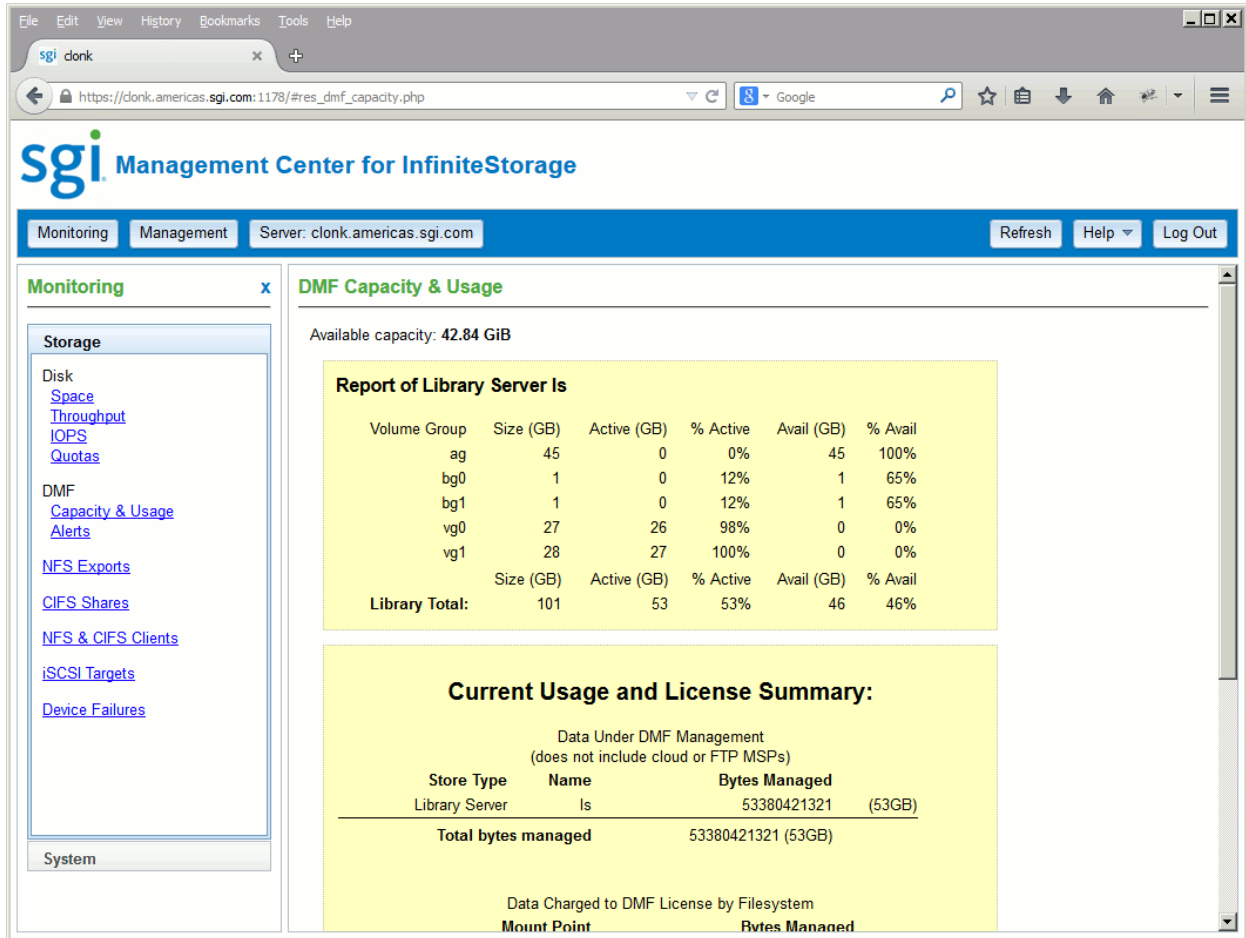 File Edit View History Bookmarks Tools Help
sgi clonk
https://clonk.americas.sgi.com:1178/#res_dmf_capacity.php
8 Google
sgi Management Center for InfiniteStorage
Monitoring Management Server: clonk.americas.sgi.com Refresh Help Log Out
Monitoring x
Storage
Disk
Space
Throughput
IOPS
Quotas
DMF
Capacity & Usage
Alerts
NFS Exports
CIFS Shares
NFS & CIFS Clients
iSCSI Targets
Device Failures
System
DMF Capacity & Usage
Available capacity: 42.84 GiB
Report of Library Server ls
Volume Group Size (GB) Active (GB) % Active Avail (GB) % Avail
ag 45 0 0% 45 100%
bg0 1 0 12% 1 65%
bg1 1 0 12% 1 65%
vg0 27 26 98% 0 0%
vg1 28 27 100% 0 0%
Size (GB) Active (GB) % Active Avail (GB) % Avail
Library Total: 101 53 53% 46 46%
Current Usage and License Summary:
Data Under DMF Management
(does not include cloud or FTP MSPs)
Store Type Name Bytes Managed
Library Server ls 53380421321 (53GB)
Total bytes managed 53380421321 (53GB)
Data Charged to DMF License by Filesystem
Mount Point Bytes Managed